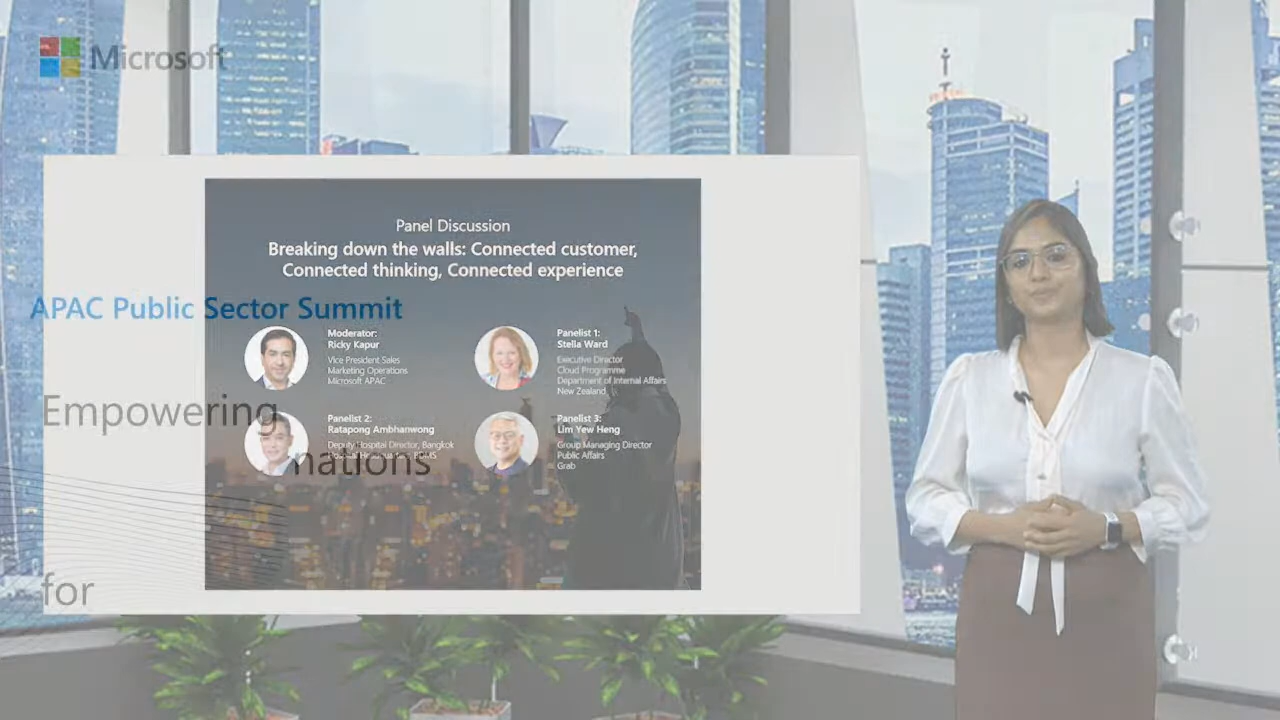 Microsoft
Panel Discussion
Breaking down the walls: Connected customer,
Connected thinking, Connected experience
APAC Public Sector Summit
Moderator:
Ricky Kapur
Vice President Sales
Marketing Operations
Microsoft APAC
Panelist 1:
Stella Ward
Executive Director
Cloud Programme
Department of Internal Affairs
New Zealand
Empowering
nations
for
Panelist 2:
Ratapong Ambhanwong
Deputy Hospital Director, Bangkok
Hospital Headquarters, BDMS
Panelist 3:
Lim Yew Heng
Group Managing Director
Public Affairs
Grab